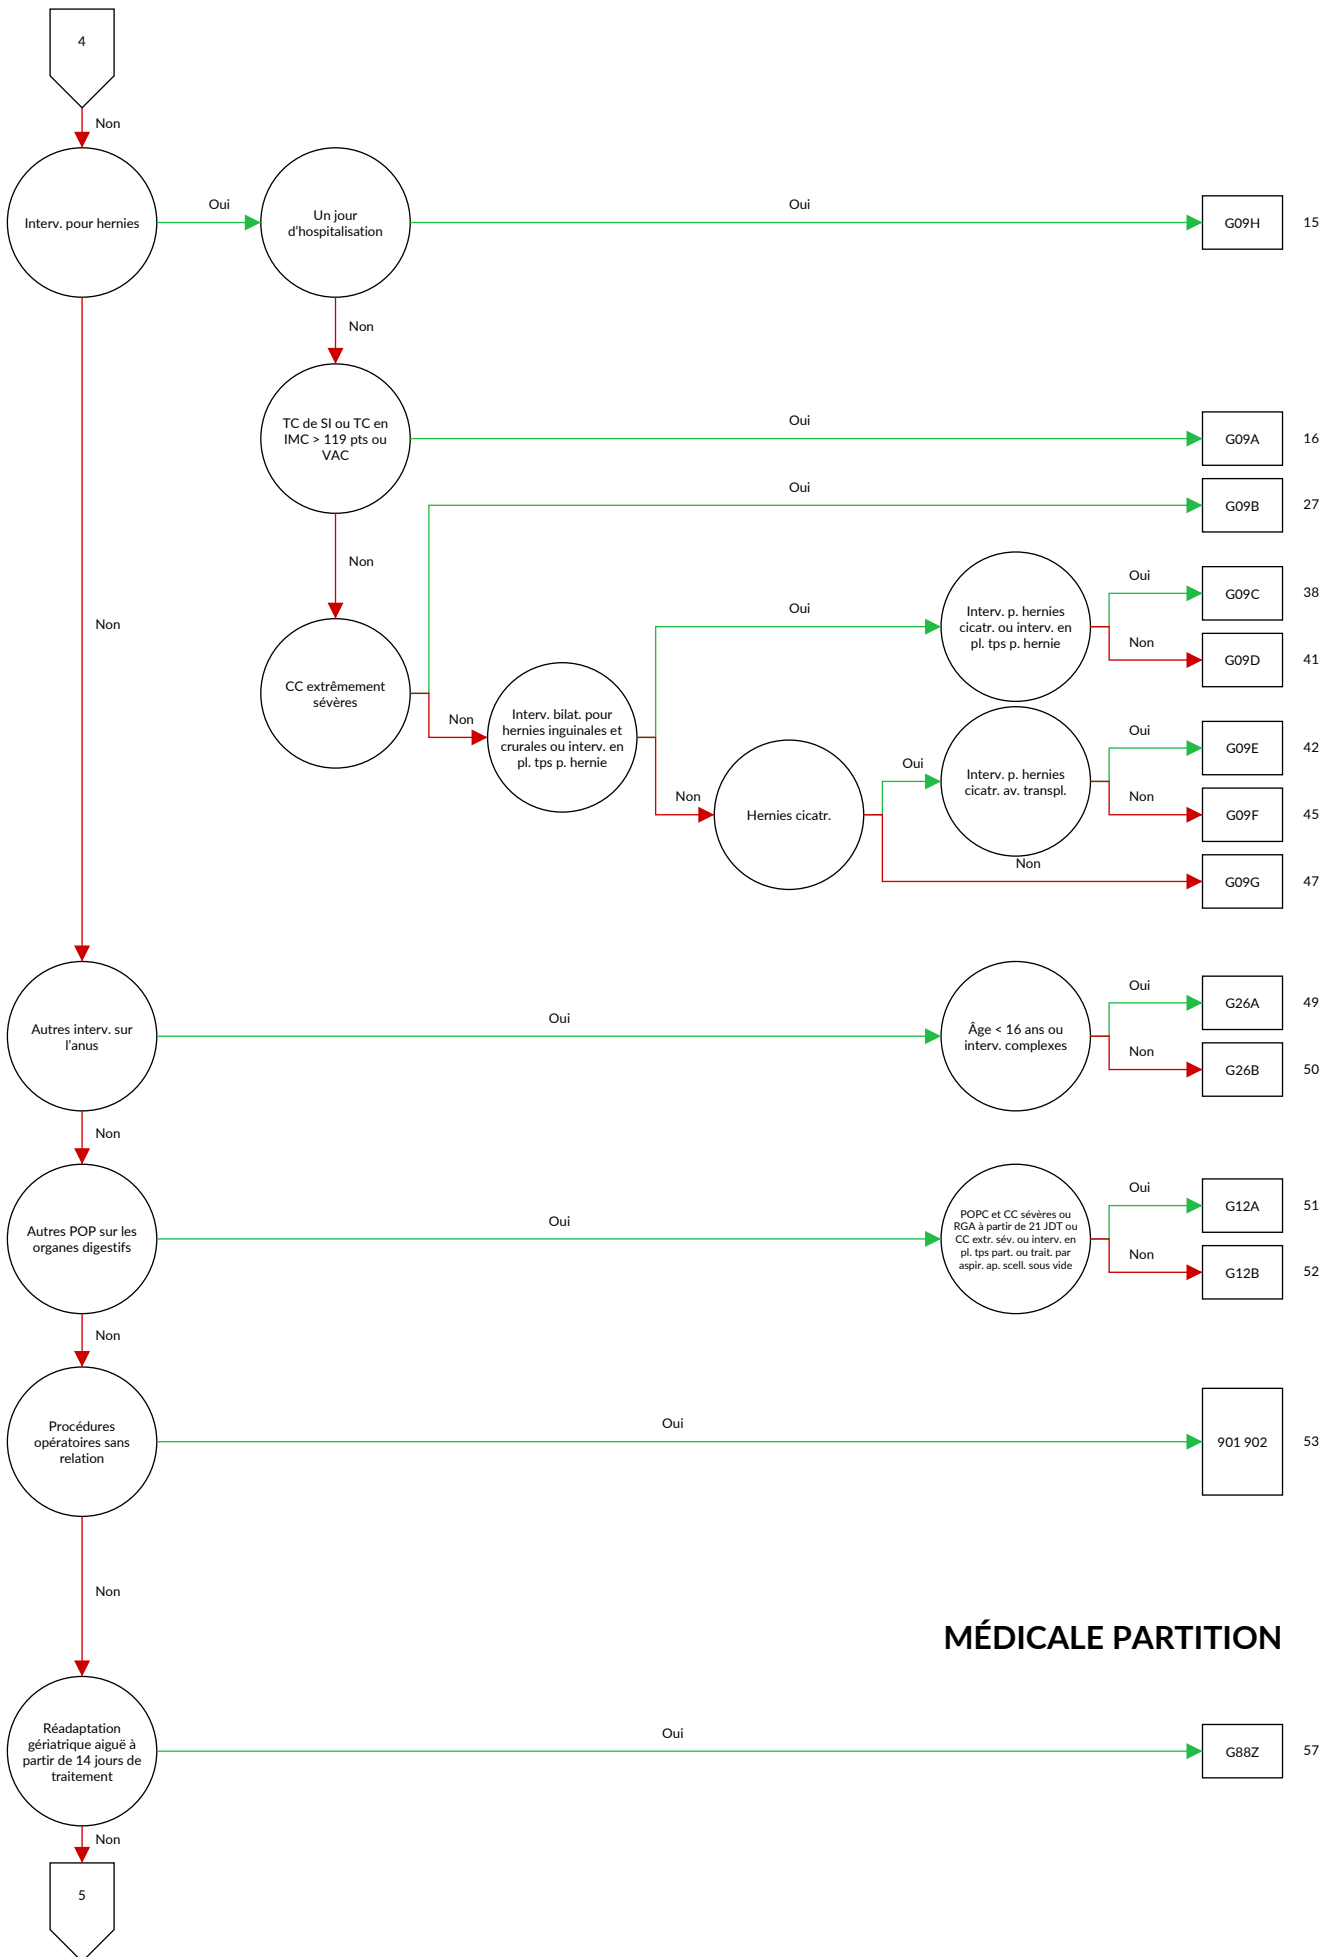 4
Non
Interv. pour hernies
Oui
Un jour
d'hospitalisation
Oui
G09H
15
Non
TC de SI ou TC en
IMC > 119 pts ou
VAC
Oui
G09A
16
Oui
G09B
27
Non
CC extrêmement
sévères
Non
Interv. bilat. pour
hernies inguinales et
crurales ou interv. en
pl. tps p. hernie
Oui
Interv. p. hernies
cicatr. ou interv. en
pl. tps p. hernie
Oui
G09C
38
Non
G09D
41
Non
Hernies cicatr.
Oui
Interv. p. hernies
cicatr. av. transpl.
Oui
G09E
42
Non
G09F
45
Non
G09G
47
Non
Autres interv. sur
l'anus
Oui
Âge < 16 ans ou
interv. complexes
Oui
G26A
49
Non
G26B
50
Non
Autres POP sur les
organes digestifs
Oui
POPC et CC sévères ou
RGA à partir de 21 JDT ou
CC extr. sév. ou interv. en
pl. tps part. ou trait. par
aspir. ap. scell. sous vide
Oui
G12A
51
Non
G12B
52
Non
Procédures
opératoires sans
relation
Oui
901 902
53
Non
MÉDICALE PARTITION
Réadaptation
gériatrique aiguë à
partir de 14 jours de
traitement
Oui
G88Z
57
Non
5